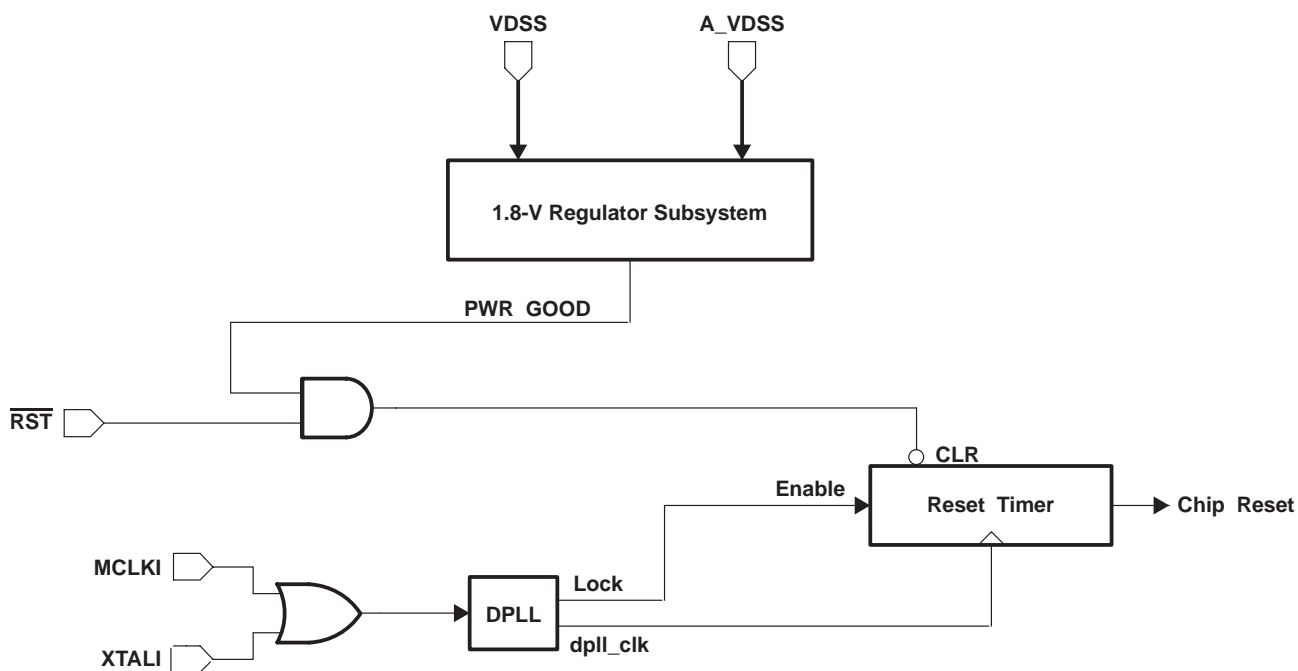 VDSS
A_VDSS
1.8-V Regulator Subsystem
PWR GOOD
RST
CLR
Enable
Reset Timer
Chip Reset
MCLKI
Lock
DPLL
dpll_clk
XTALI